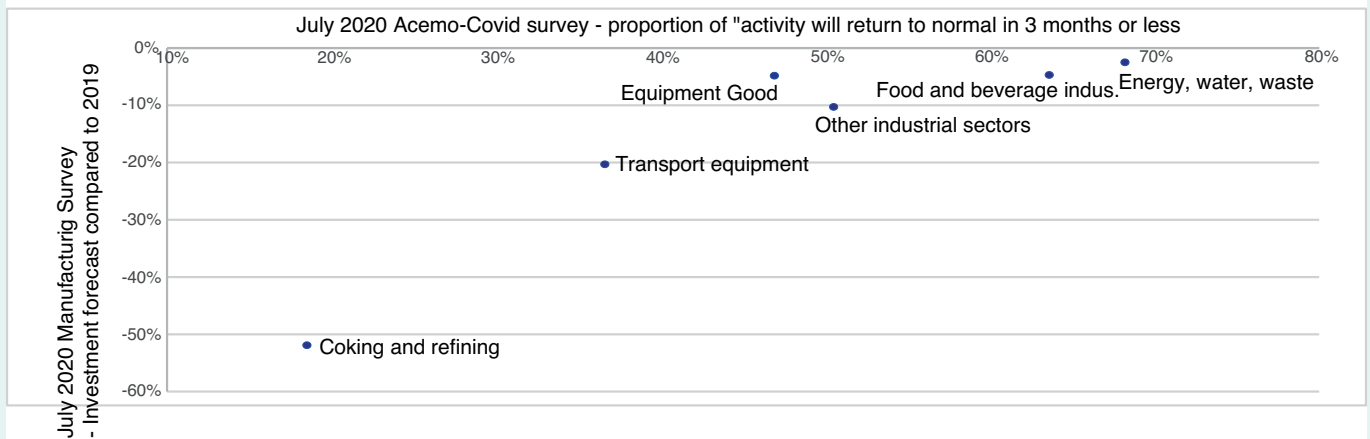 July 2020 Acemo-Covid survey - proportion of "activity will return to normal in 3 months or less
0%
10%
20%
30%
40%
50%
60%
70%
80%
Equipment Good
Food and beverage indus.
Energy, water, waste
-10%
Other industrial sectors
-20%
Transport equipment
-30%
-40%
-50%
Coking and refining
-60%
July 2020 Manufacturig Survey
- Investment forecast compared to 2019